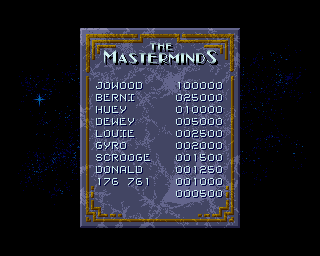 THE
MASTERMINDS
JOWOOD 100000
BERNI 025000
HUEY 010000
DEWEY 005000
LOUIE 002500
GYRO 002000
SCROOGE 001500
DONALD 001250
176 761 001000
000500